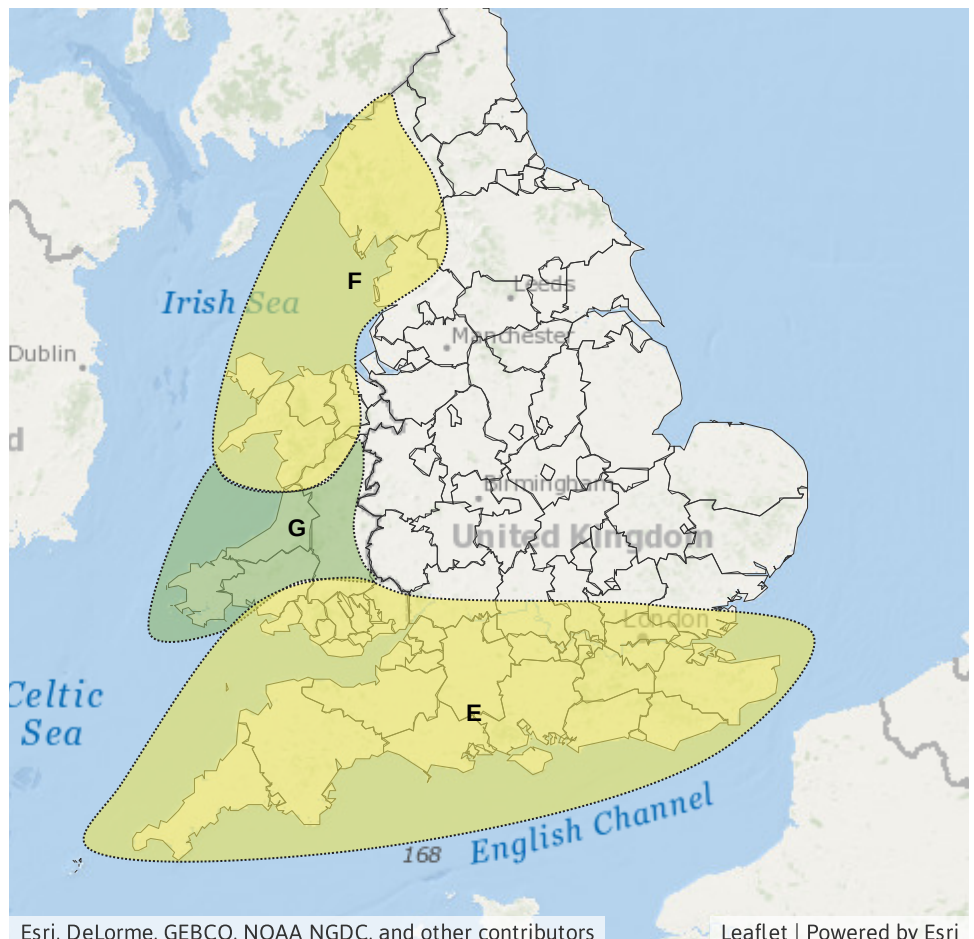 Leeds
F
Irish Sea
Manchester
Dublin
d
Birmingham
G
United Kingdom
London
Celtic
Sea
E
English Channel
168
Esri, DeLorme, GEBCO, NOAA NGDC, and other contributors
Leaflet | Powered by Esri